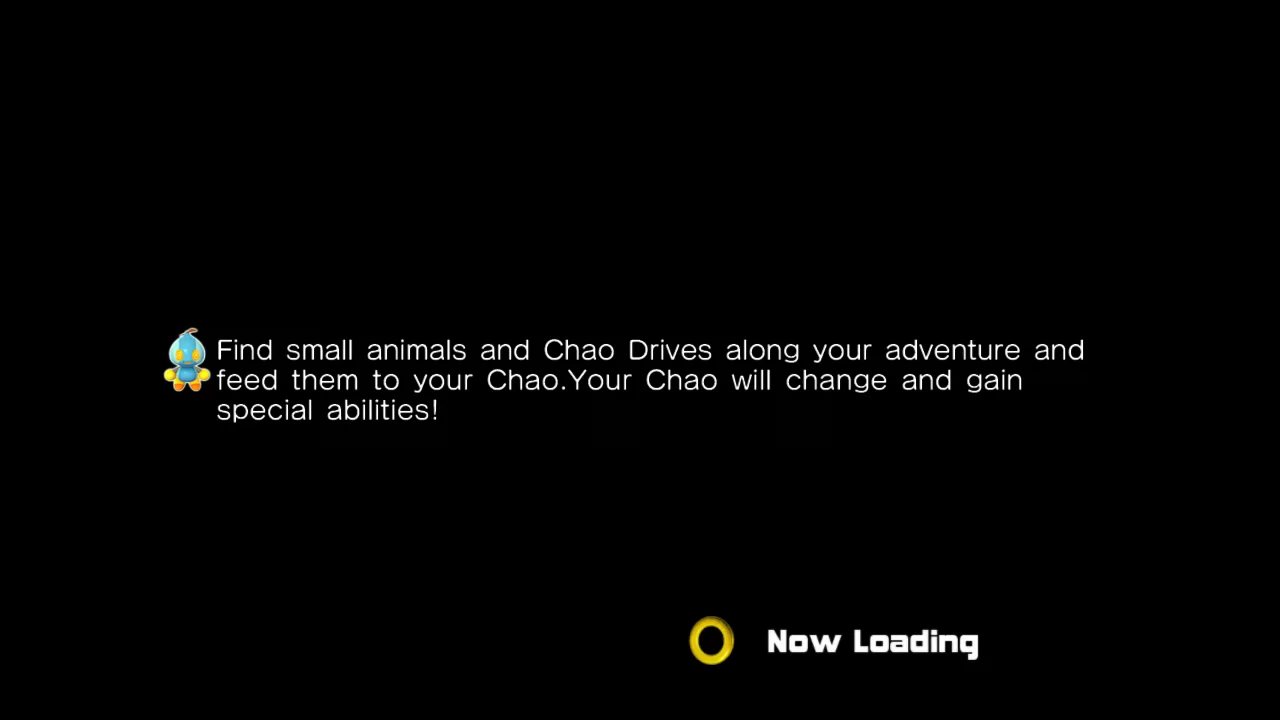 Find small animals and Chao Drives along your adventure and
feed them to your Chao.Your Chao will change and gain
special abilities!
Now Loading